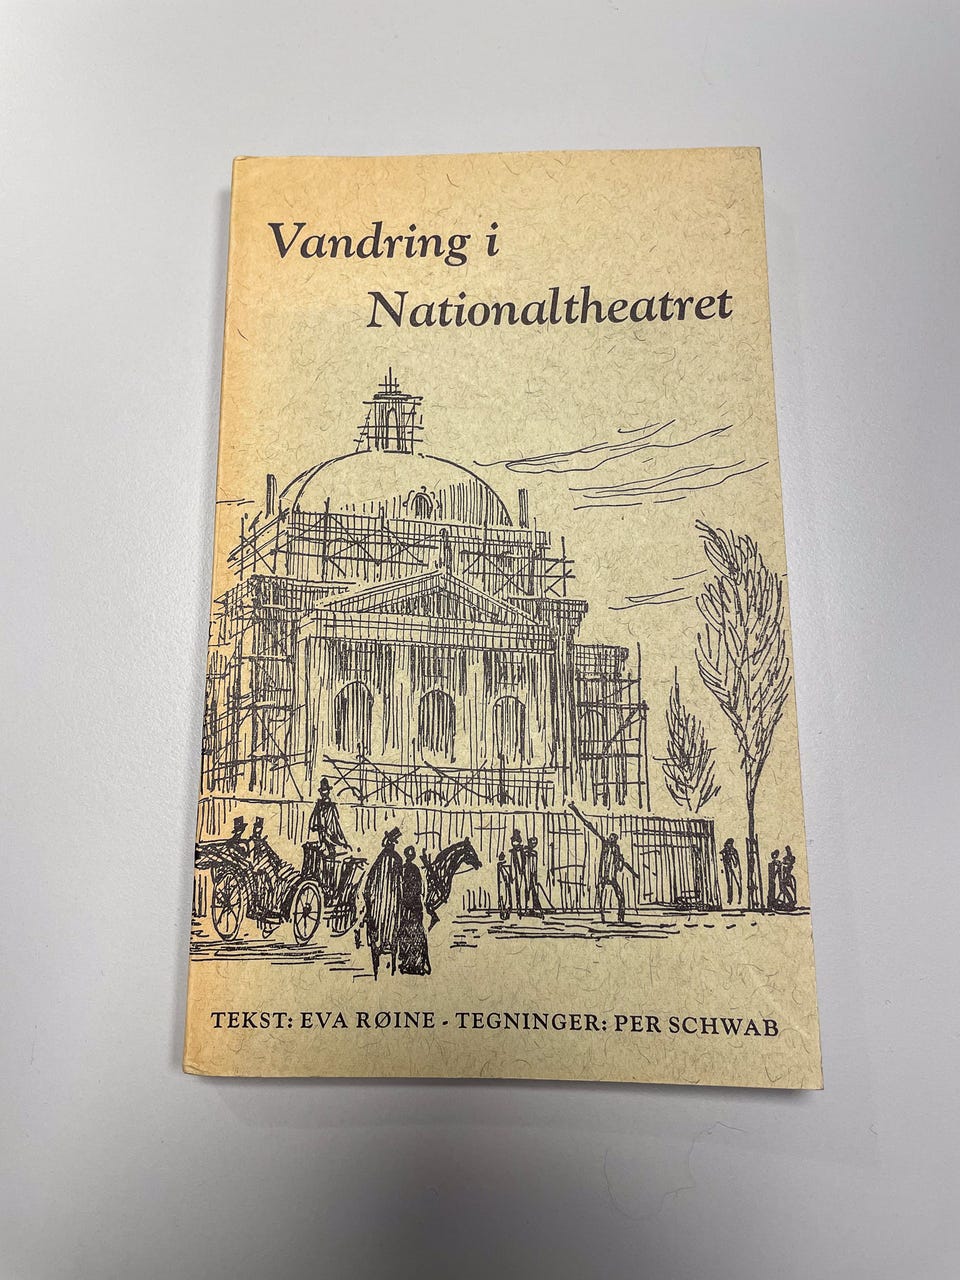 Vandring i
Nationaltheatret
TEKST: EVA RØINE - TEGNINGER: PER SCHWAB